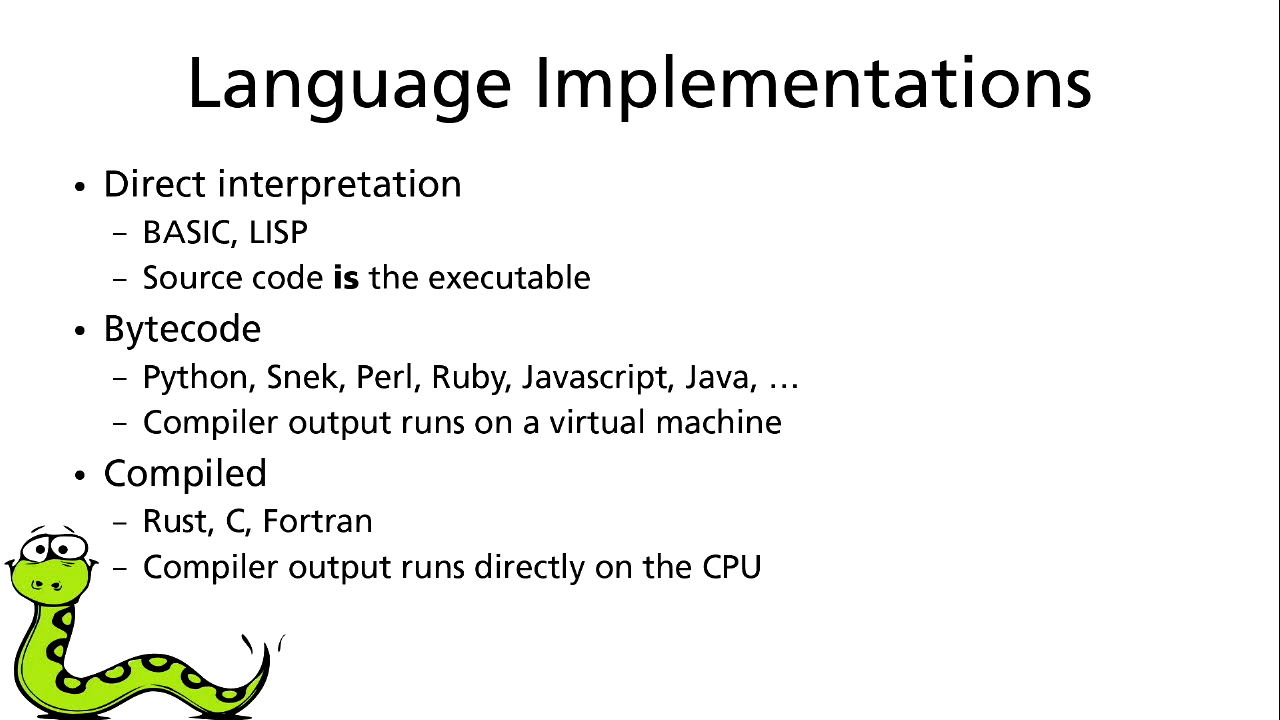 Language Implementations
• Direct interpretation
– BASIC, LISP
– Source code is the executable
• Bytecode
– Python, Snek, Perl, Ruby, Javascript, Java, …
– Compiler output runs on a virtual machine
• Compiled
– Rust, C, Fortran
– Compiler output runs directly on the CPU